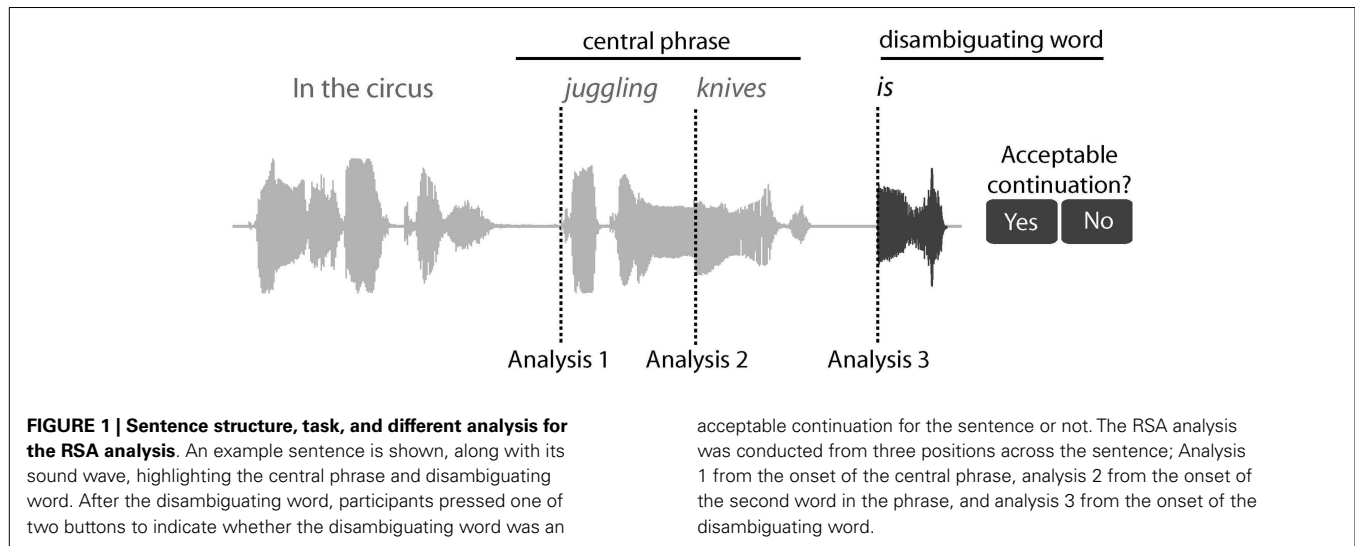 central phrase
disambiguating word
In the circus
juggling
knives
is
Acceptable
continuation?
Yes
No
Analysis 1
Analysis 2
Analysis 3
FIGURE 1 | Sentence structure, task, and different analysis for
the RSA analysis. An example sentence is shown, along with its
sound wave, highlighting the central phrase and disambiguating
word. After the disambiguating word, participants pressed one of
two buttons to indicate whether the disambiguating word was an
acceptable continuation for the sentence or not. The RSA analysis
was conducted from three positions across the sentence; Analysis
1 from the onset of the central phrase, analysis 2 from the onset of
the second word in the phrase, and analysis 3 from the onset of the
disambiguating word.